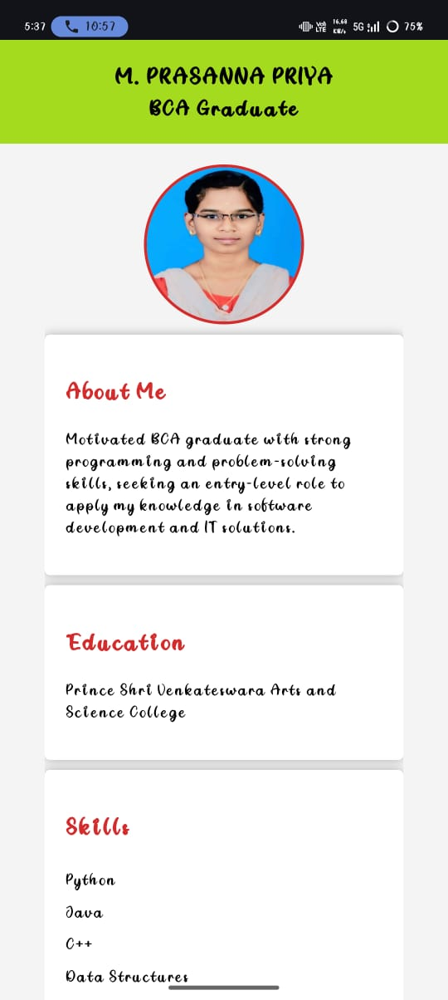 5:37 10:57 Vo) LTE 16.68 KB/s 5G 75%
M. PRASANNA PRIYA
BCA Graduate
About Me
Motivated BCA graduate with strong
programming and problem-solving
skills, seeking an entry-level role to
apply my knowledge in software
development and IT solutions.
Education
Prince Shri Venkateswara Arts and
Science College
Skills
Python
Java
C++
Data Structures